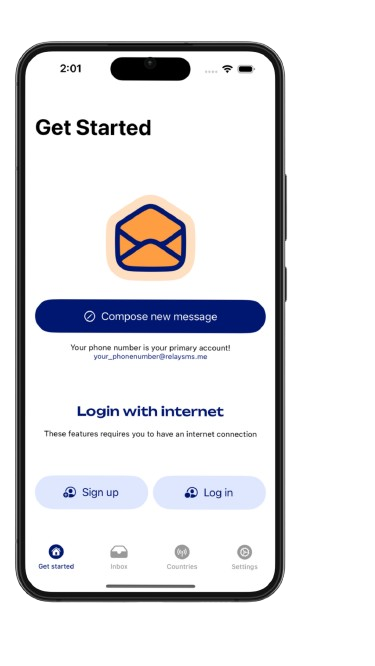 2:01
Get Started
Compose new message
Your phone number is your primary account!
your_phonenumber@relaysms.me
Login with internet
These features requires you to have an internet connection
Sign up
Log in
Get started
Inbox
Countries
Settings